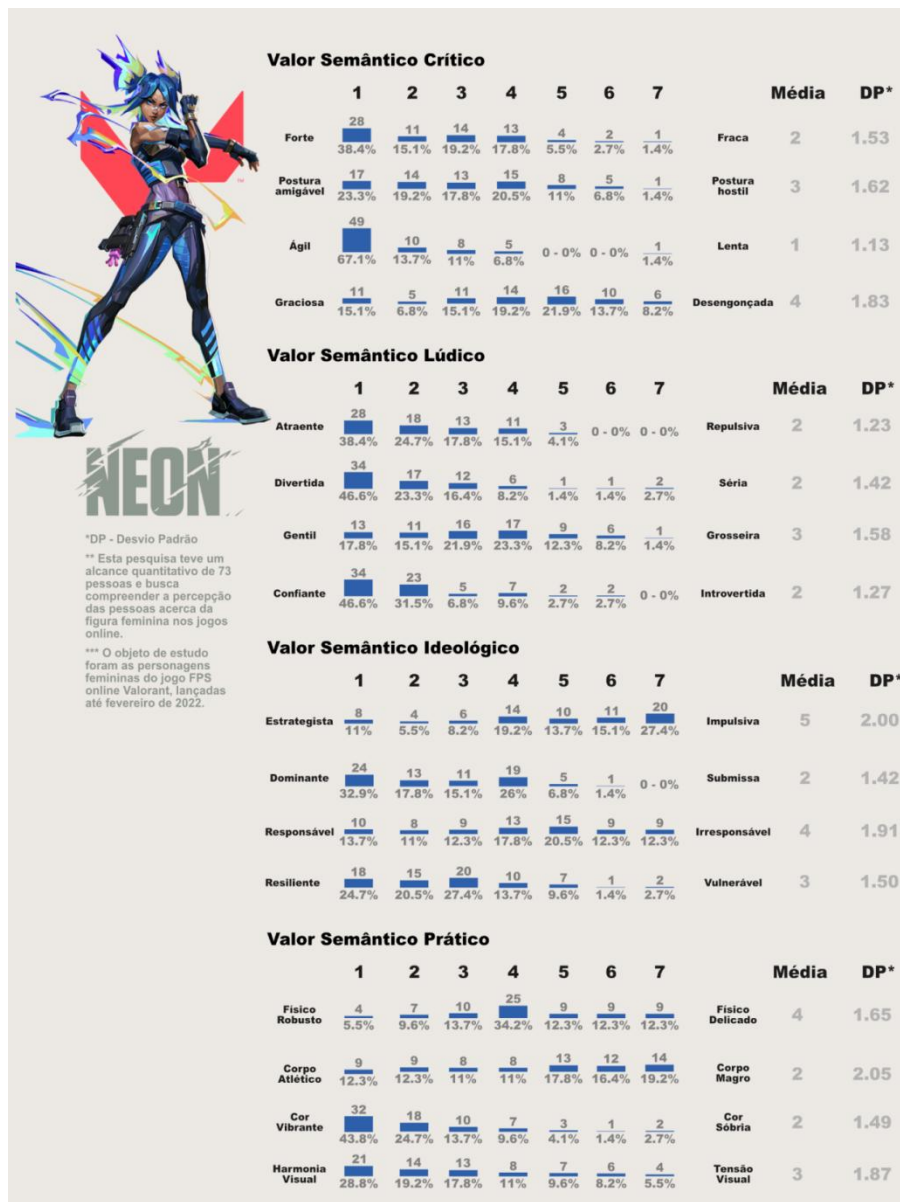 Valor Semântico Crítico
1 2 3 4 5 6 7 Média DP*
Forte 28 38.4% 11 15.1% 14 19.2% 13 17.8% 4 5.5% 2 2.7% 1 1.4% Fraca 2 1.53
Postura amigável 17 23.3% 14 19.2% 13 17.8% 15 20.5% 8 11% 5 6.8% 1 1.4% Postura hostil 3 1.62
Ágil 49 67.1% 10 13.7% 8 11% 5 6.8% 0 - 0% 0 - 0% 1 1.4% Lenta 1 1.13
Graciosa 11 15.1% 5 6.8% 11 15.1% 14 19.2% 16 21.9% 10 13.7% 6 8.2% Desengonçada 4 1.83
Valor Semântico Lúdico
1 2 3 4 5 6 7 Média DP*
Atraente 28 38.4% 18 24.7% 13 17.8% 11 15.1% 3 4.1% 0 - 0% 0 - 0% Repulsiva 2 1.23
Divertida 34 46.6% 17 23.3% 12 16.4% 6 8.2% 1 1.4% 1 1.4% 2 2.7% Séria 2 1.42
Gentil 13 17.8% 11 15.1% 16 21.9% 17 23.3% 9 12.3% 6 8.2% 1 1.4% Grosseira 3 1.58
Confiante 34 46.6% 23 31.5% 5 6.8% 7 9.6% 2 2.7% 2 2.7% 0 - 0% Introvertida 2 1.27
NEON
*DP - Desvio Padrão
** Esta pesquisa teve um
alcance quantitativo de 73
pessoas e busca
compreender a percepção
das pessoas acerca da
figura feminina nos jogos
online.
*** O objeto de estudo
foram as personagens
femininas do jogo FPS
online Valorant, lançadas
até fevereiro de 2022.
Valor Semântico Ideológico
1 2 3 4 5 6 7 Média DP*
Estrategista 8 11% 4 5.5% 6 8.2% 14 19.2% 10 13.7% 11 15.1% 20 27.4% Impulsiva 5 2.00
Dominante 24 32.9% 13 17.8% 11 15.1% 19 26% 5 6.8% 1 1.4% 0 - 0% Submissa 2 1.42
Responsável 10 13.7% 8 11% 9 12.3% 13 17.8% 15 20.5% 9 12.3% 9 12.3% Irresponsável 4 1.91
Resiliente 18 24.7% 15 20.5% 20 27.4% 10 13.7% 7 9.6% 1 1.4% 2 2.7% Vulnerável 3 1.50
Valor Semântico Prático
1 2 3 4 5 6 7 Média DP*
Físico Robusto 4 5.5% 7 9.6% 10 13.7% 25 34.2% 9 12.3% 9 12.3% 9 12.3% Físico Delicado 4 1.65
Corpo Atlético 9 12.3% 9 12.3% 8 11% 8 11% 13 17.8% 12 16.4% 14 19.2% Corpo Magro 2 2.05
Cor Vibrante 32 43.8% 18 24.7% 10 13.7% 7 9.6% 3 4.1% 1 1.4% 2 2.7% Cor Sóbria 2 1.49
Harmonia Visual 21 28.8% 14 19.2% 13 17.8% 8 11% 7 9.6% 6 8.2% 4 5.5% Tensão Visual 3 1.87